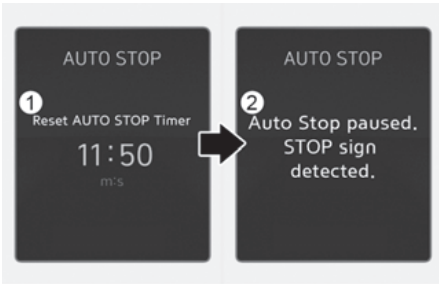 AUTO STOP
1
Reset AUTO STOP Timer
11:50
m:s
AUTO STOP
2
Auto Stop paused.
STOP sign
detected.